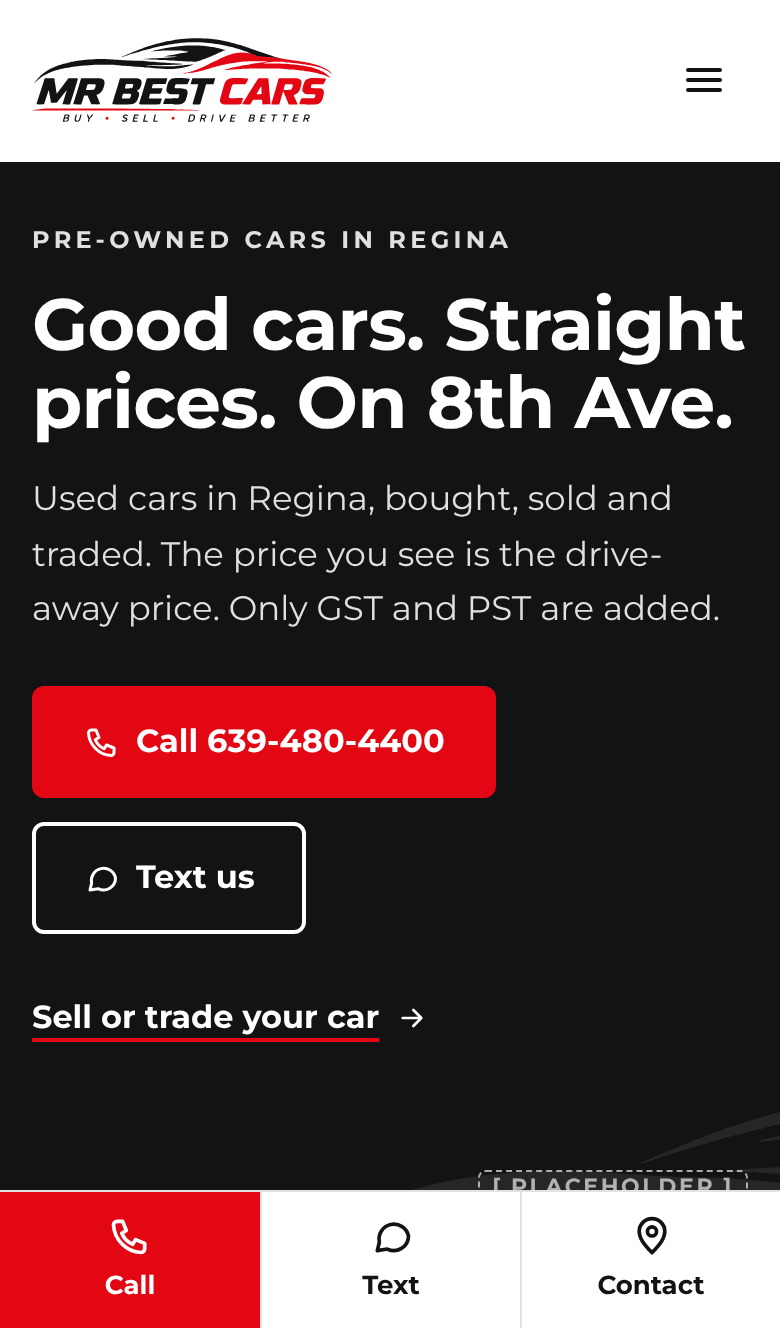 MR BEST CARS
BUY • SELL • DRIVE BETTER
PRE-OWNED CARS IN REGINA
Good cars. Straight
prices. On 8th Ave.
Used cars in Regina, bought, sold and
traded. The price you see is the drive-
away price. Only GST and PST are added.
Call 639-480-4400
Text us
Sell or trade your car →
[ PLACEHOLDER ]
Call
Text
Contact